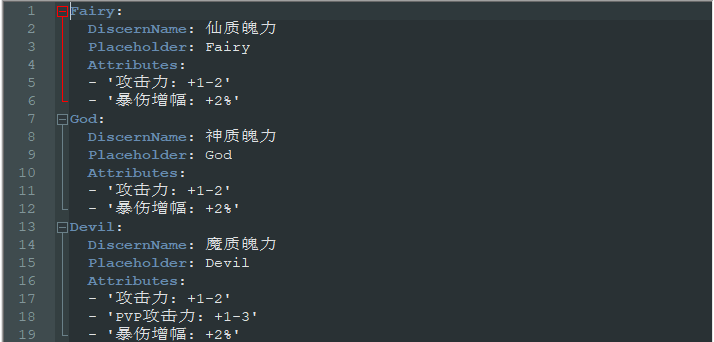 1 Fairy:
2 DiscernName: 仙质魄力
3 Placeholder: Fairy
4 Attributes:
5 - '攻击力: +1-2'
6 - '暴伤增幅: +2%'
7 God:
8 DiscernName: 神质魄力
9 Placeholder: God
10 Attributes:
11 - '攻击力: +1-2'
12 - '暴伤增幅: +2%'
13 Devil:
14 DiscernName: 魔质魄力
15 Placeholder: Devil
16 Attributes:
17 - '攻击力: +1-2'
18 - 'PVP攻击力: +1-3'
19 - '暴伤增幅: +2%'